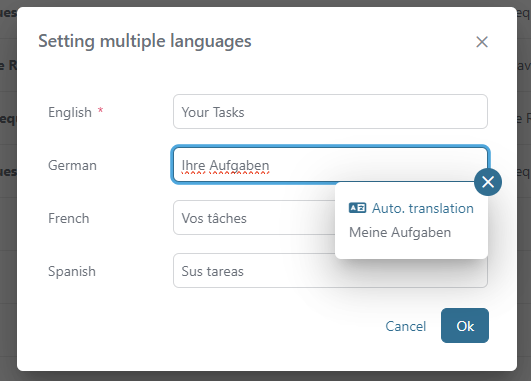 Setting multiple languages
English *
Your Tasks
German
Ihre Aufgaben
Auto. translation
Meine Aufgaben
French
Vos tâches
Spanish
Sus tareas
Cancel
Ok